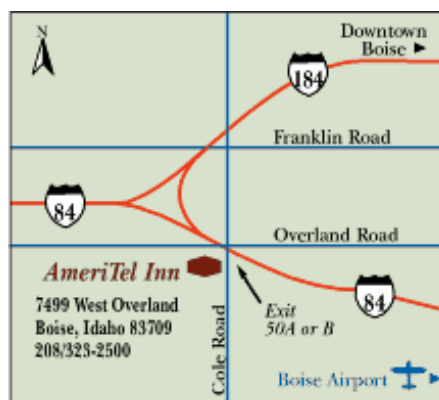 N
Downtown
Boise
184
Franklin Road
84
Overland Road
AmeriTel Inn
7499 West Overland
Boise, Idaho 83709
208/323-2500
Cole Road
Exit
50A or B
84
Boise Airport